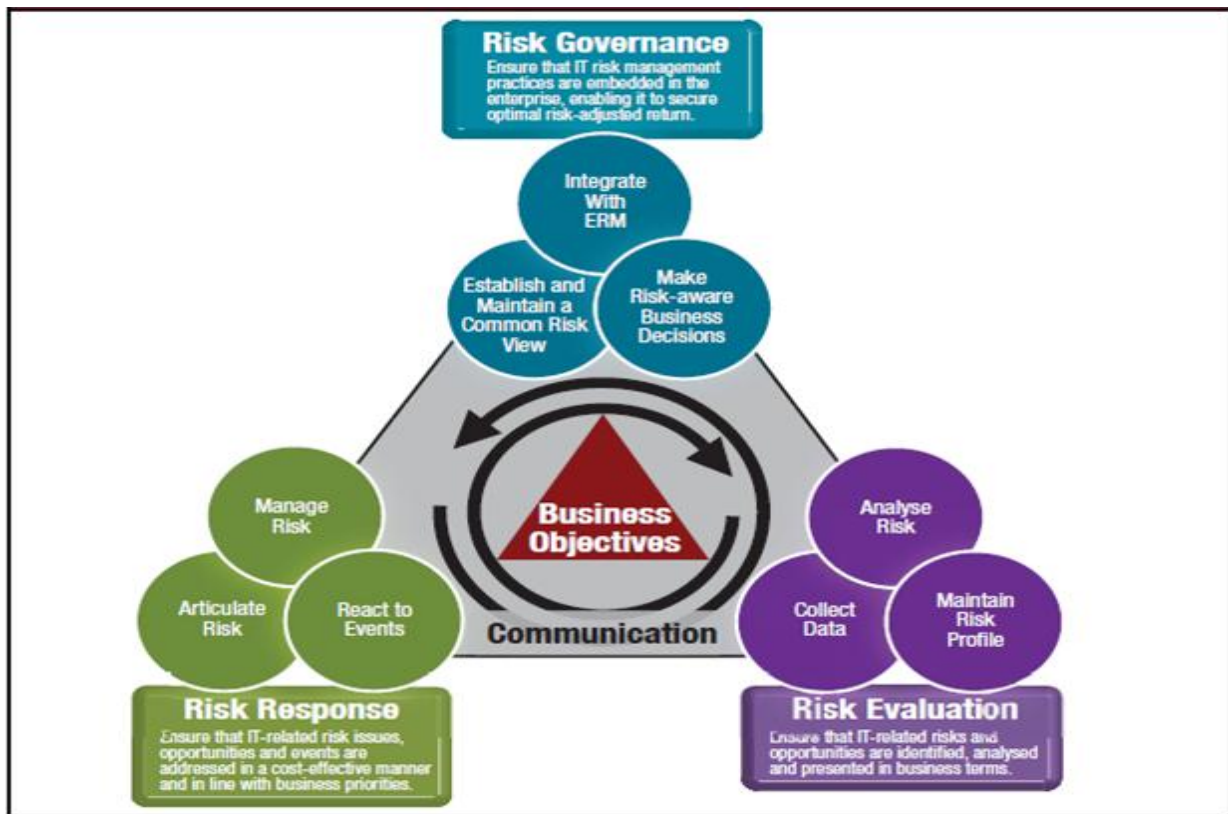 Risk Governance
Ensure that IT risk management
practices are embedded in the
enterprise, enabling it to secure
optimal risk-adjusted return.
Integrate
With
ERM
Establish and
Maintain a
Common Risk
View
Make
Risk-aware
Business
Decisions
Business
Objectives
Communication
Manage
Risk
Articulate
Risk
React to
Events
Risk Response
Ensure that IT-related risk issues,
opportunities and events are
addressed in a cost-effective manner
and in line with business priorities.
Analyse
Risk
Collect
Data
Maintain
Risk
Profile
Risk Evaluation
Ensure that IT-related risks and
opportunities are identified, analysed
and presented in business terms.